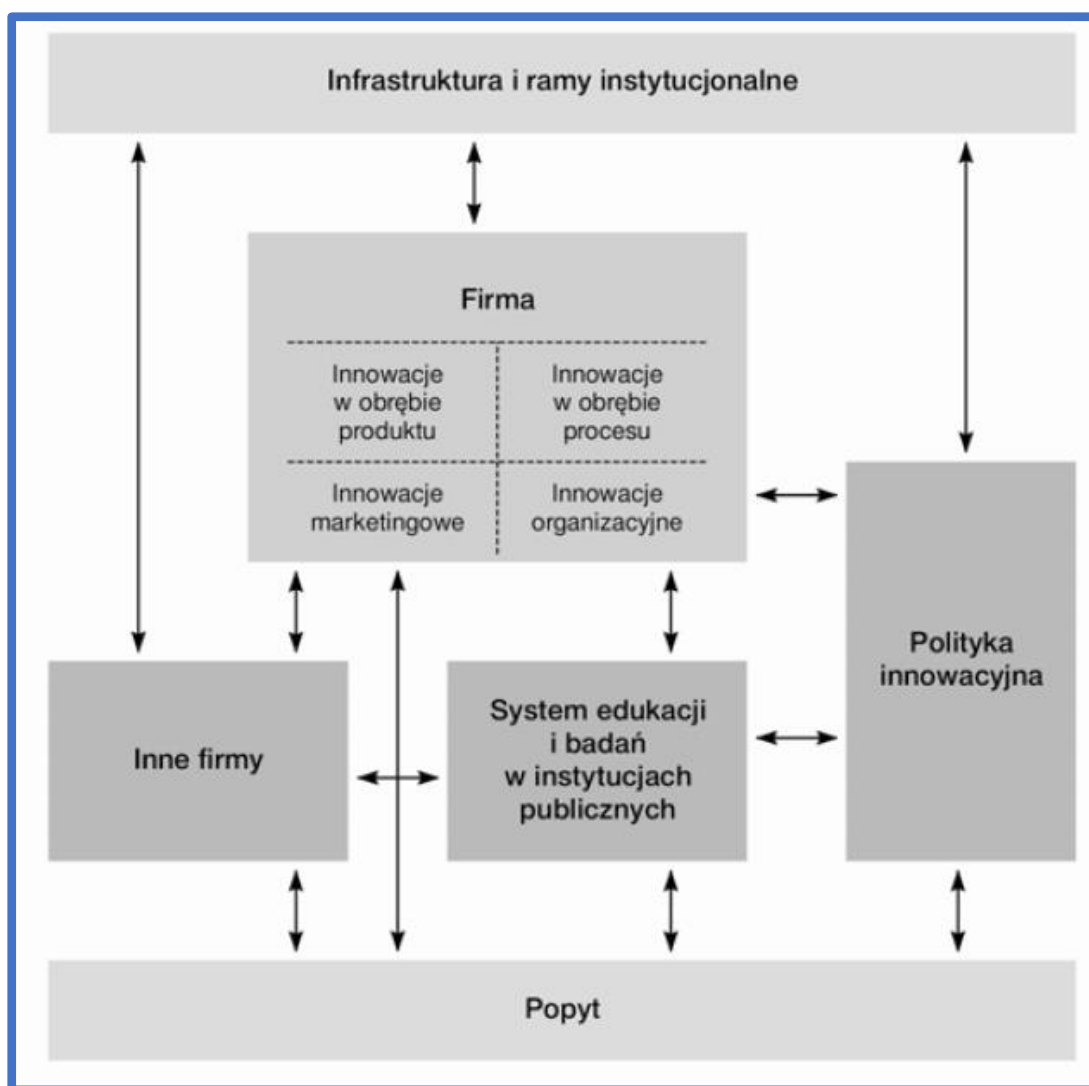 Infrastruktura i ramy instytucjonalne
Firma
Innowacje
w obrębie
produktu
Innowacje
w obrębie
procesu
Innowacje
marketingowe
Innowacje
organizacyjne
Polityka
innowacyjna
Inne firmy
System edukacji
i badań
w instytucjach
publicznych
Popyt